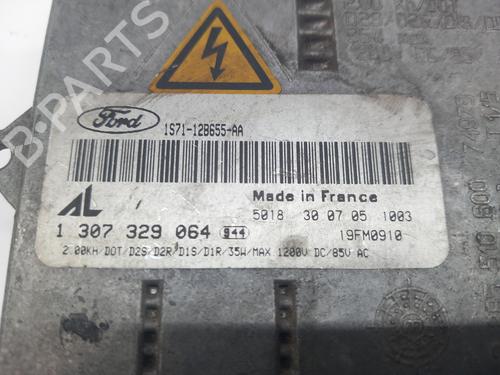 Ford
1S71-12B655-AA
AL
Made in France
5018 30 07 05 1003
1 307 329 064 944
19FM0910
2.00KH/DOT/D2S/D2R/D1S/D1R/35W/MAX 1200V DC/85V AC